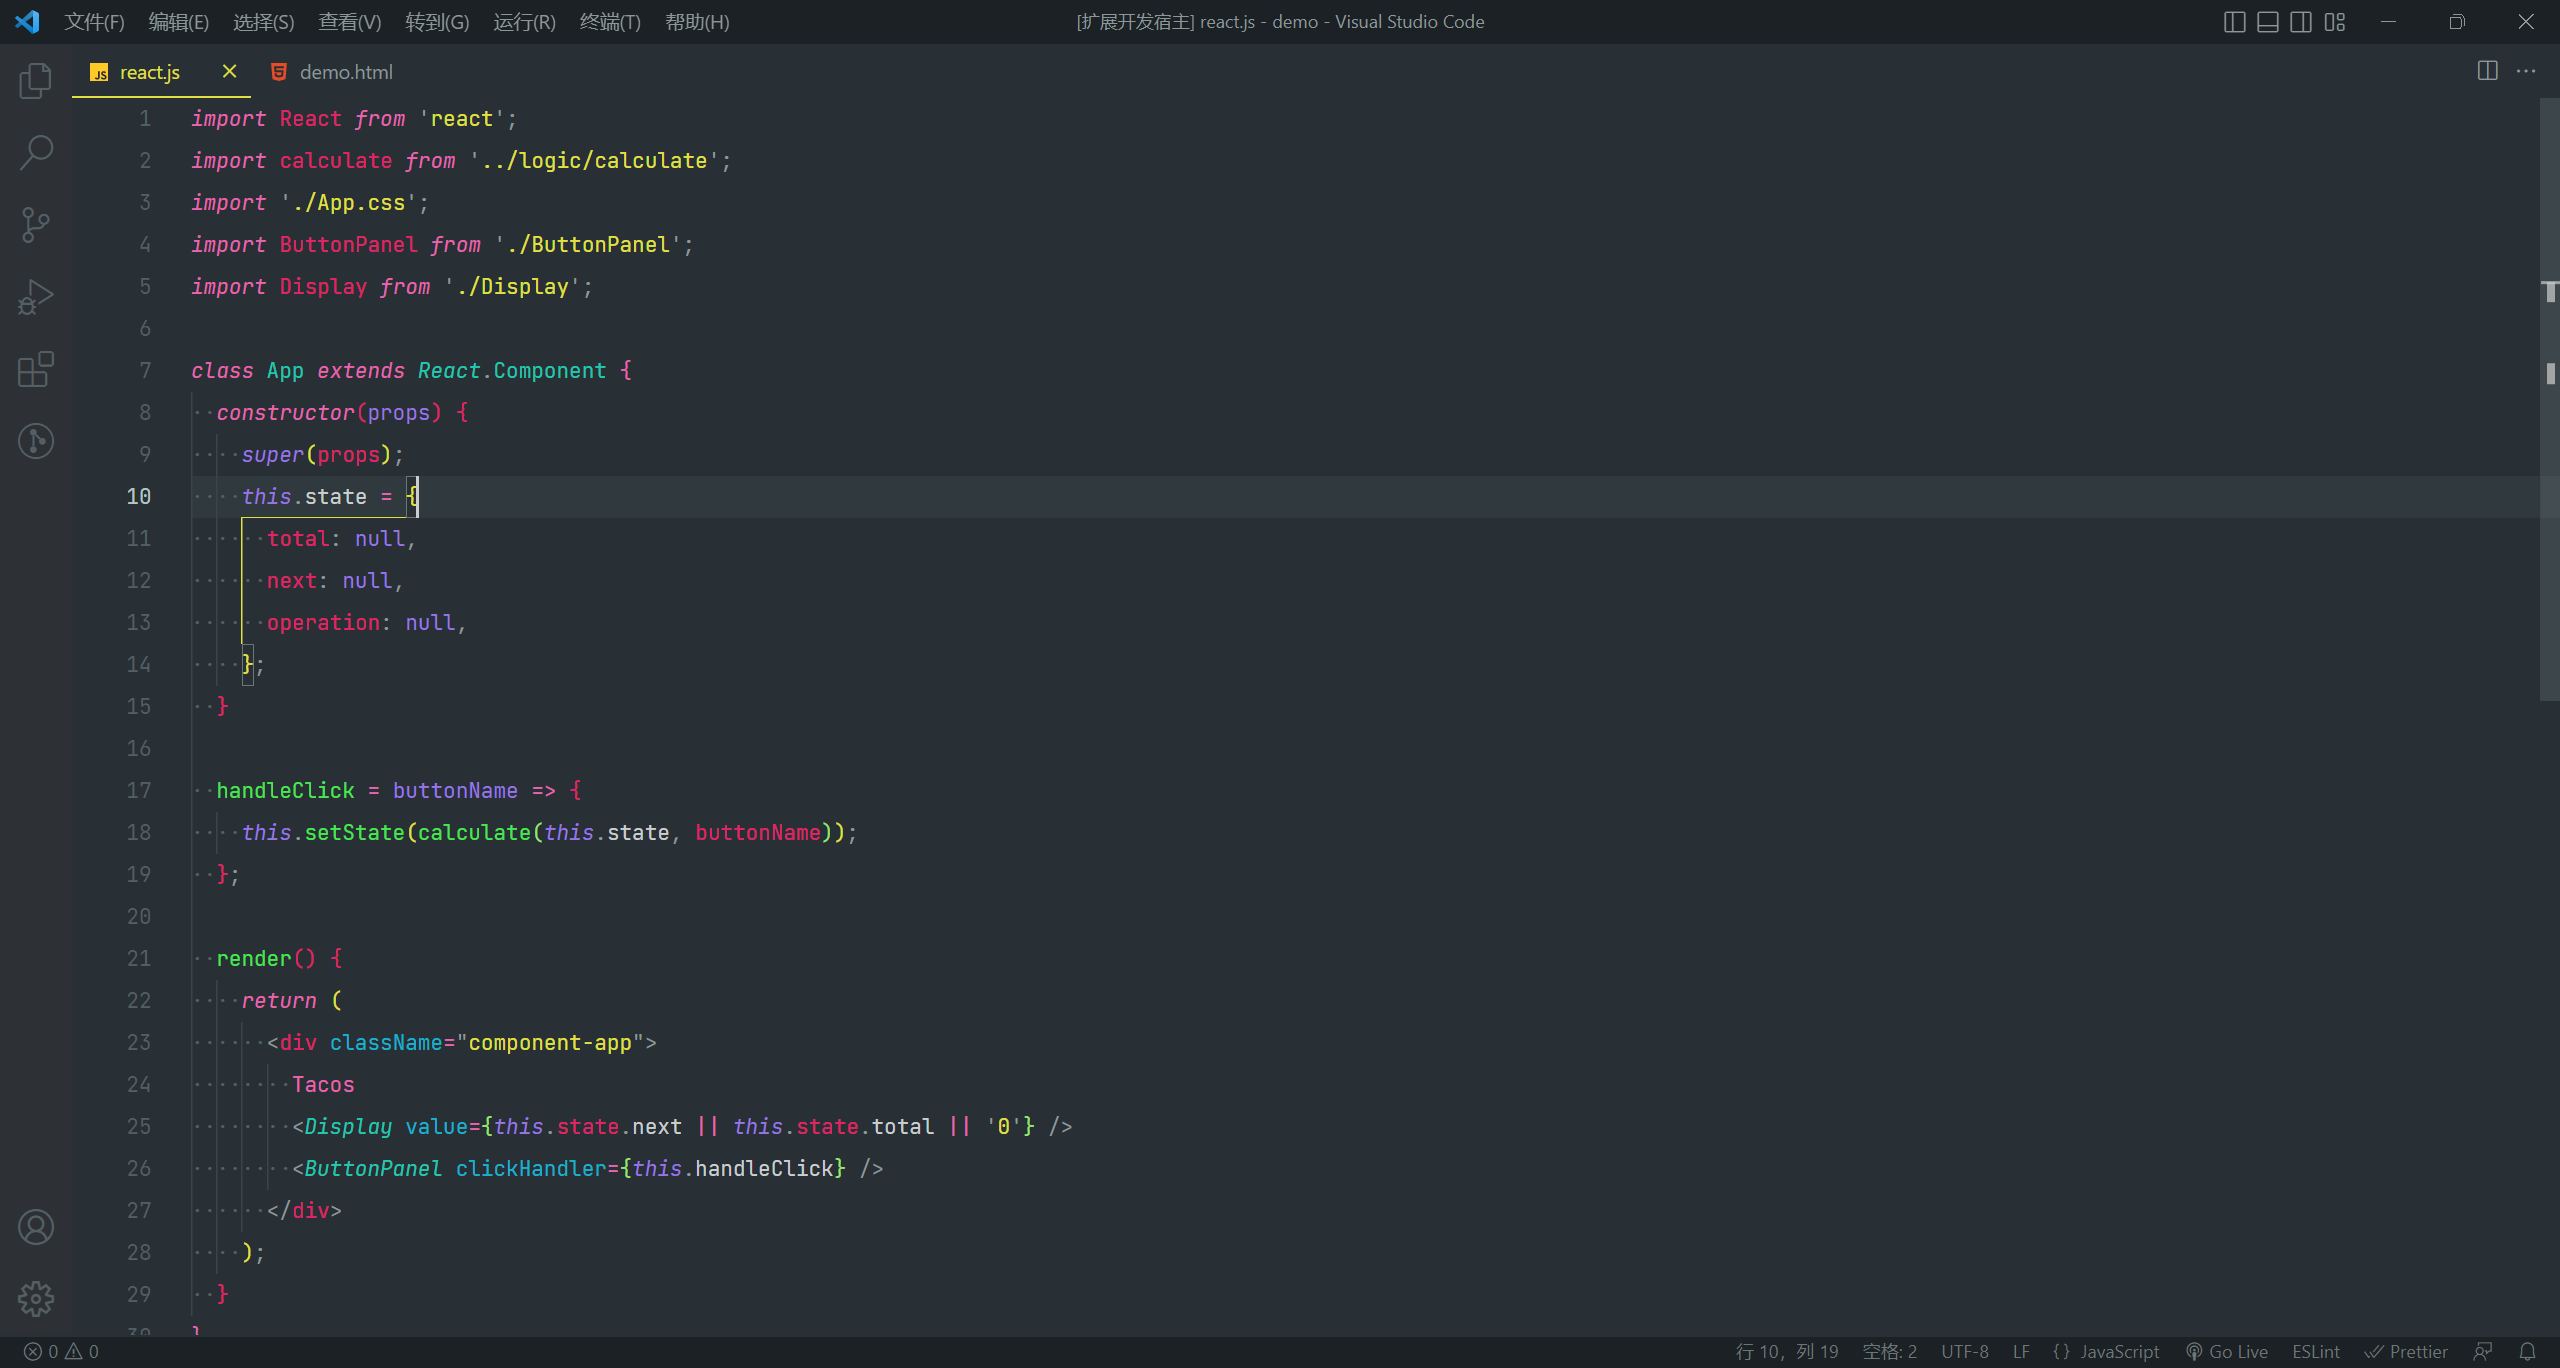 文件(F) 编辑(E) 选择(S) 查看(V) 转到(G) 运行(R) 终端(T) 帮助(H) [扩展开发宿主] react.js - demo - Visual Studio Code
JS react.js demo.html
1 import React from 'react';
2 import calculate from '../logic/calculate';
3 import './App.css';
4 import ButtonPanel from './ButtonPanel';
5 import Display from './Display';
6
7 class App extends React.Component {
8   constructor(props) {
9     super(props);
10     this.state = {
11       total: null,
12       next: null,
13       operation: null,
14     };
15   }
16
17   handleClick = buttonName => {
18     this.setState(calculate(this.state, buttonName));
19   };
20
21   render() {
22     return (
23       <div className="component-app">
24         Tacos
25         <Display value={this.state.next || this.state.total || '0'} />
26         <ButtonPanel clickHandler={this.handleClick} />
27       </div>
28     );
29   }
30 }
0 0 行 10，列 19 空格: 2 UTF-8 LF {} JavaScript Go Live ESLint Prettier